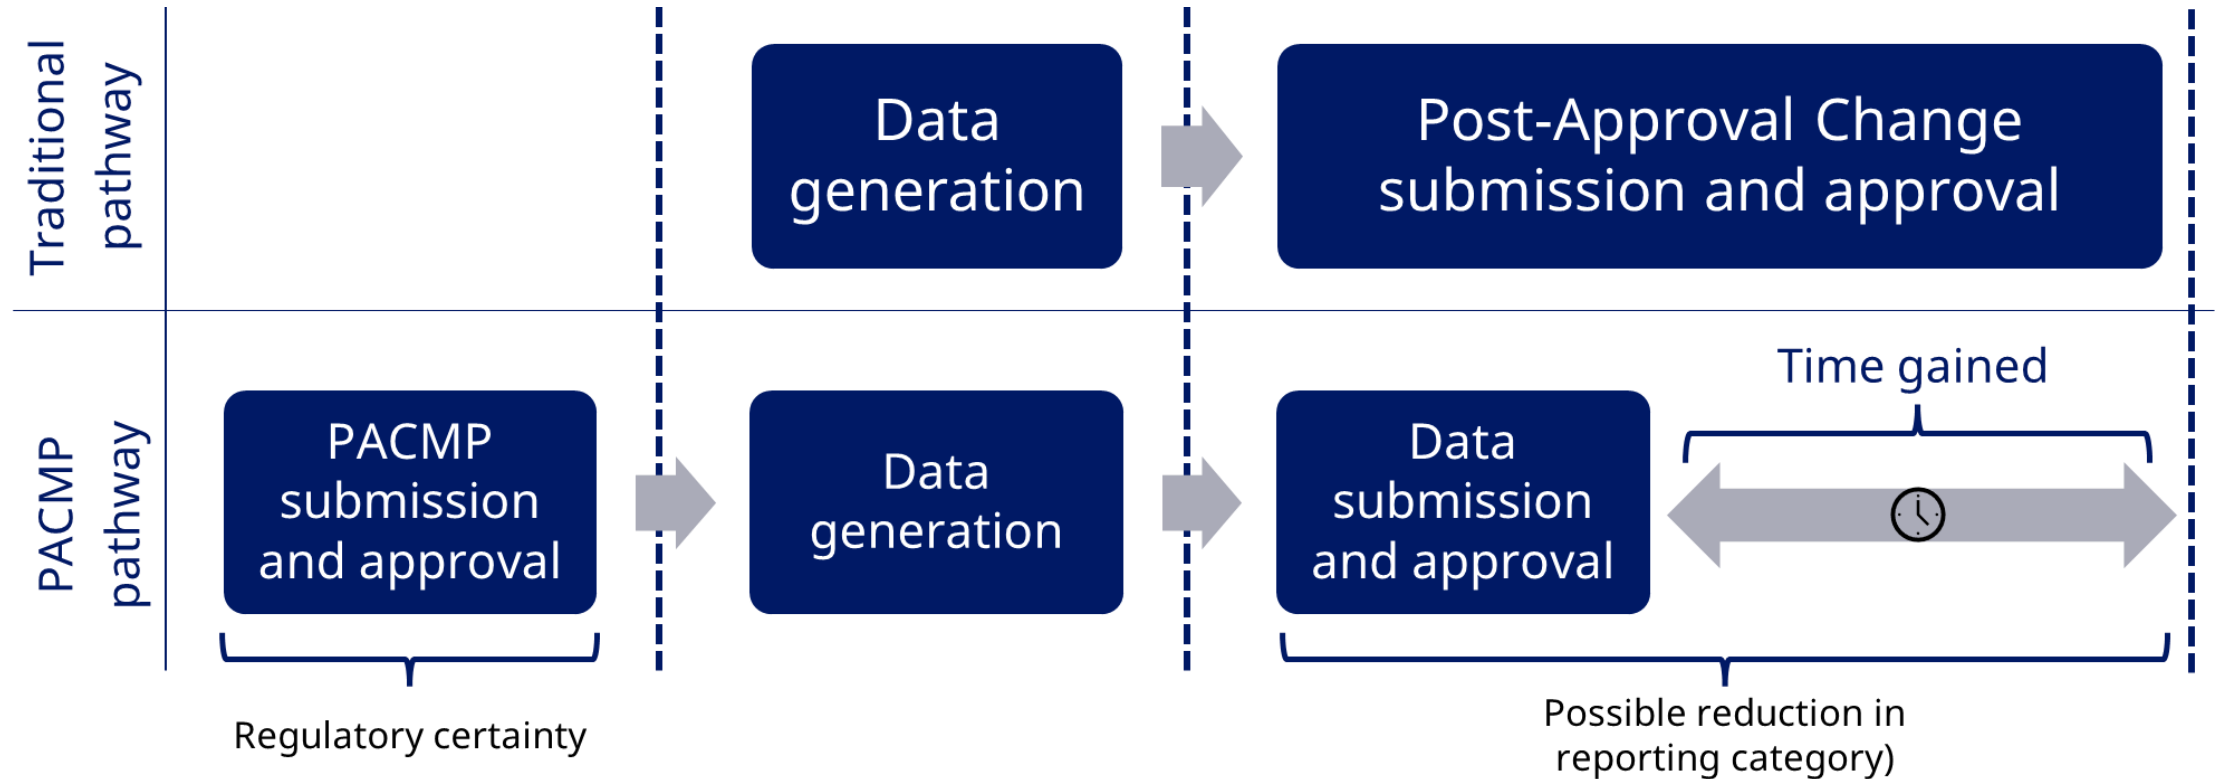 Traditional
pathway
Data
generation
Post-Approval Change
submission and approval
PACMP
pathway
PACMP
submission
and approval
Data
generation
Data
submission
and approval
Time gained
Regulatory certainty
Possible reduction in
reporting category)